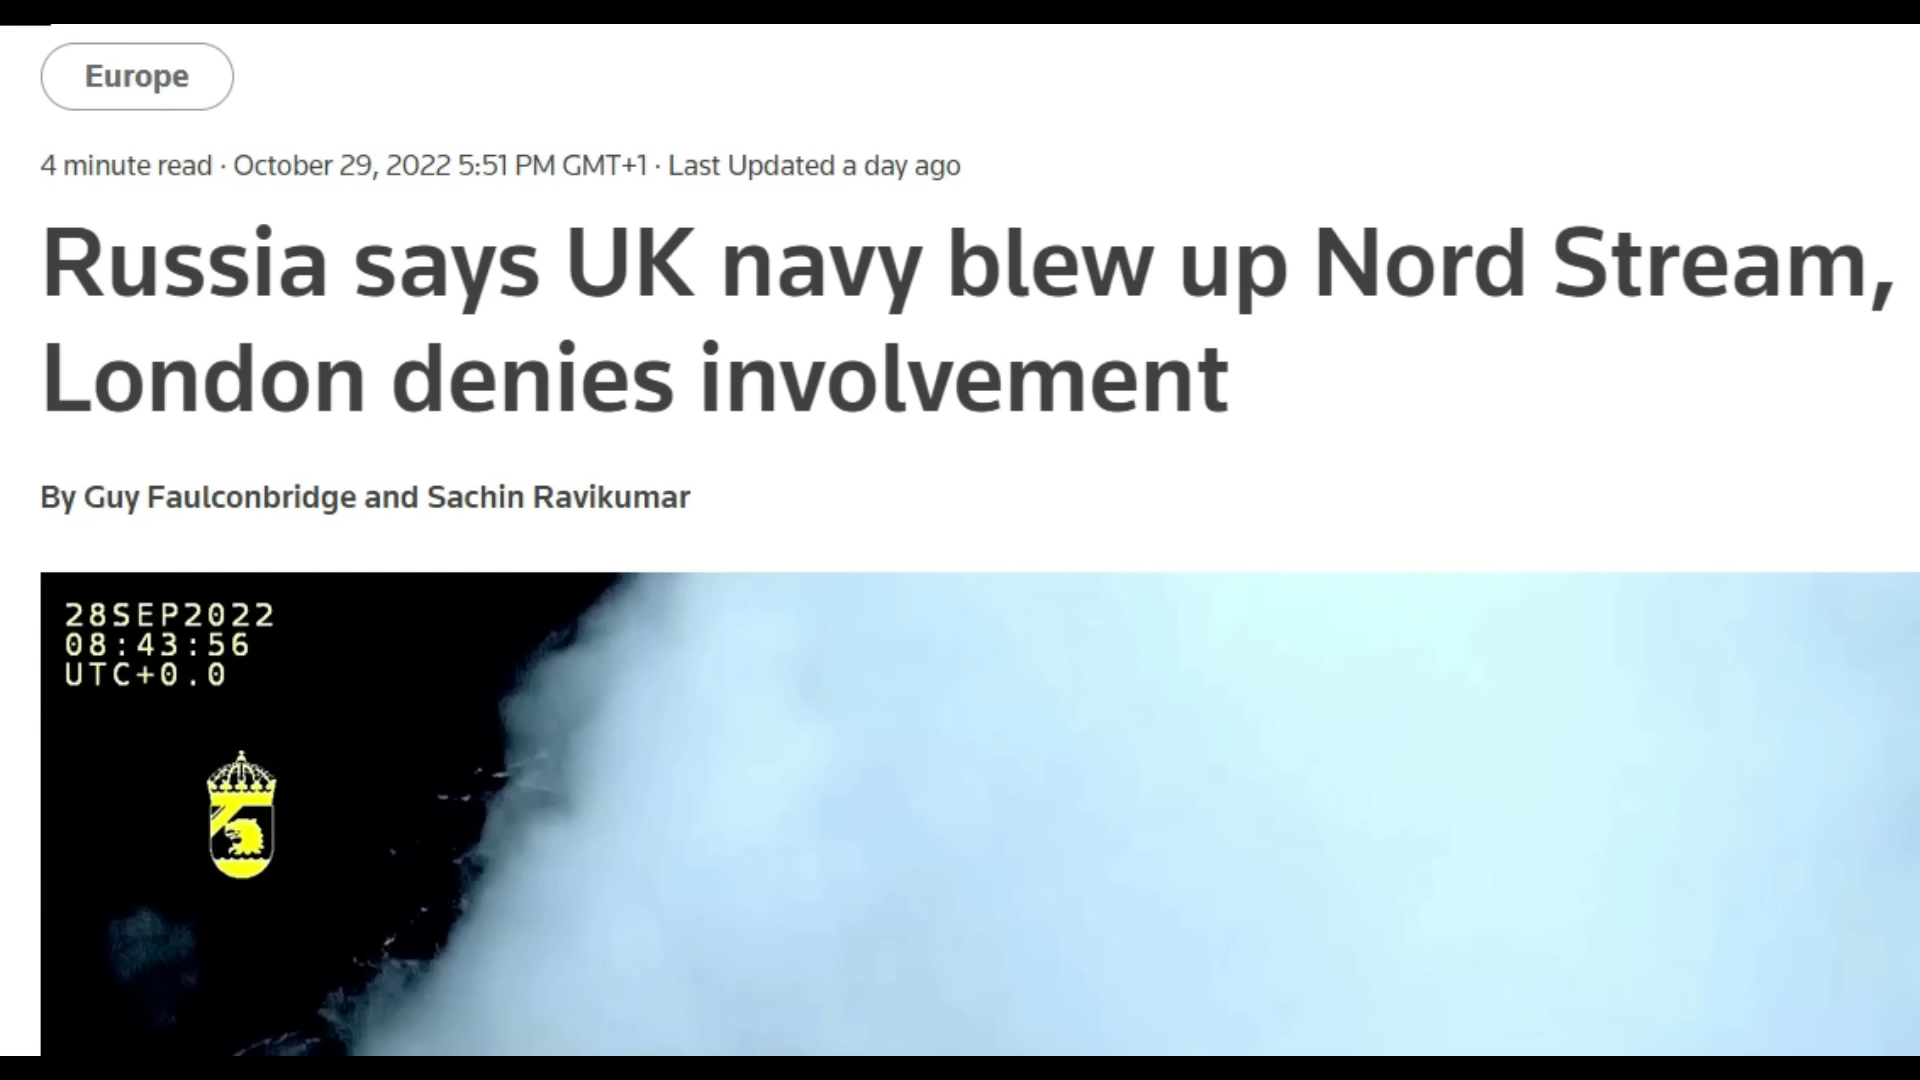 Europe
4 minute read · October 29, 2022 5:51 PM GMT+1 · Last Updated a day ago
Russia says UK navy blew up Nord Stream,
London denies involvement
By Guy Faulconbridge and Sachin Ravikumar
28SEP2022
08:43:56
UTC+0.0